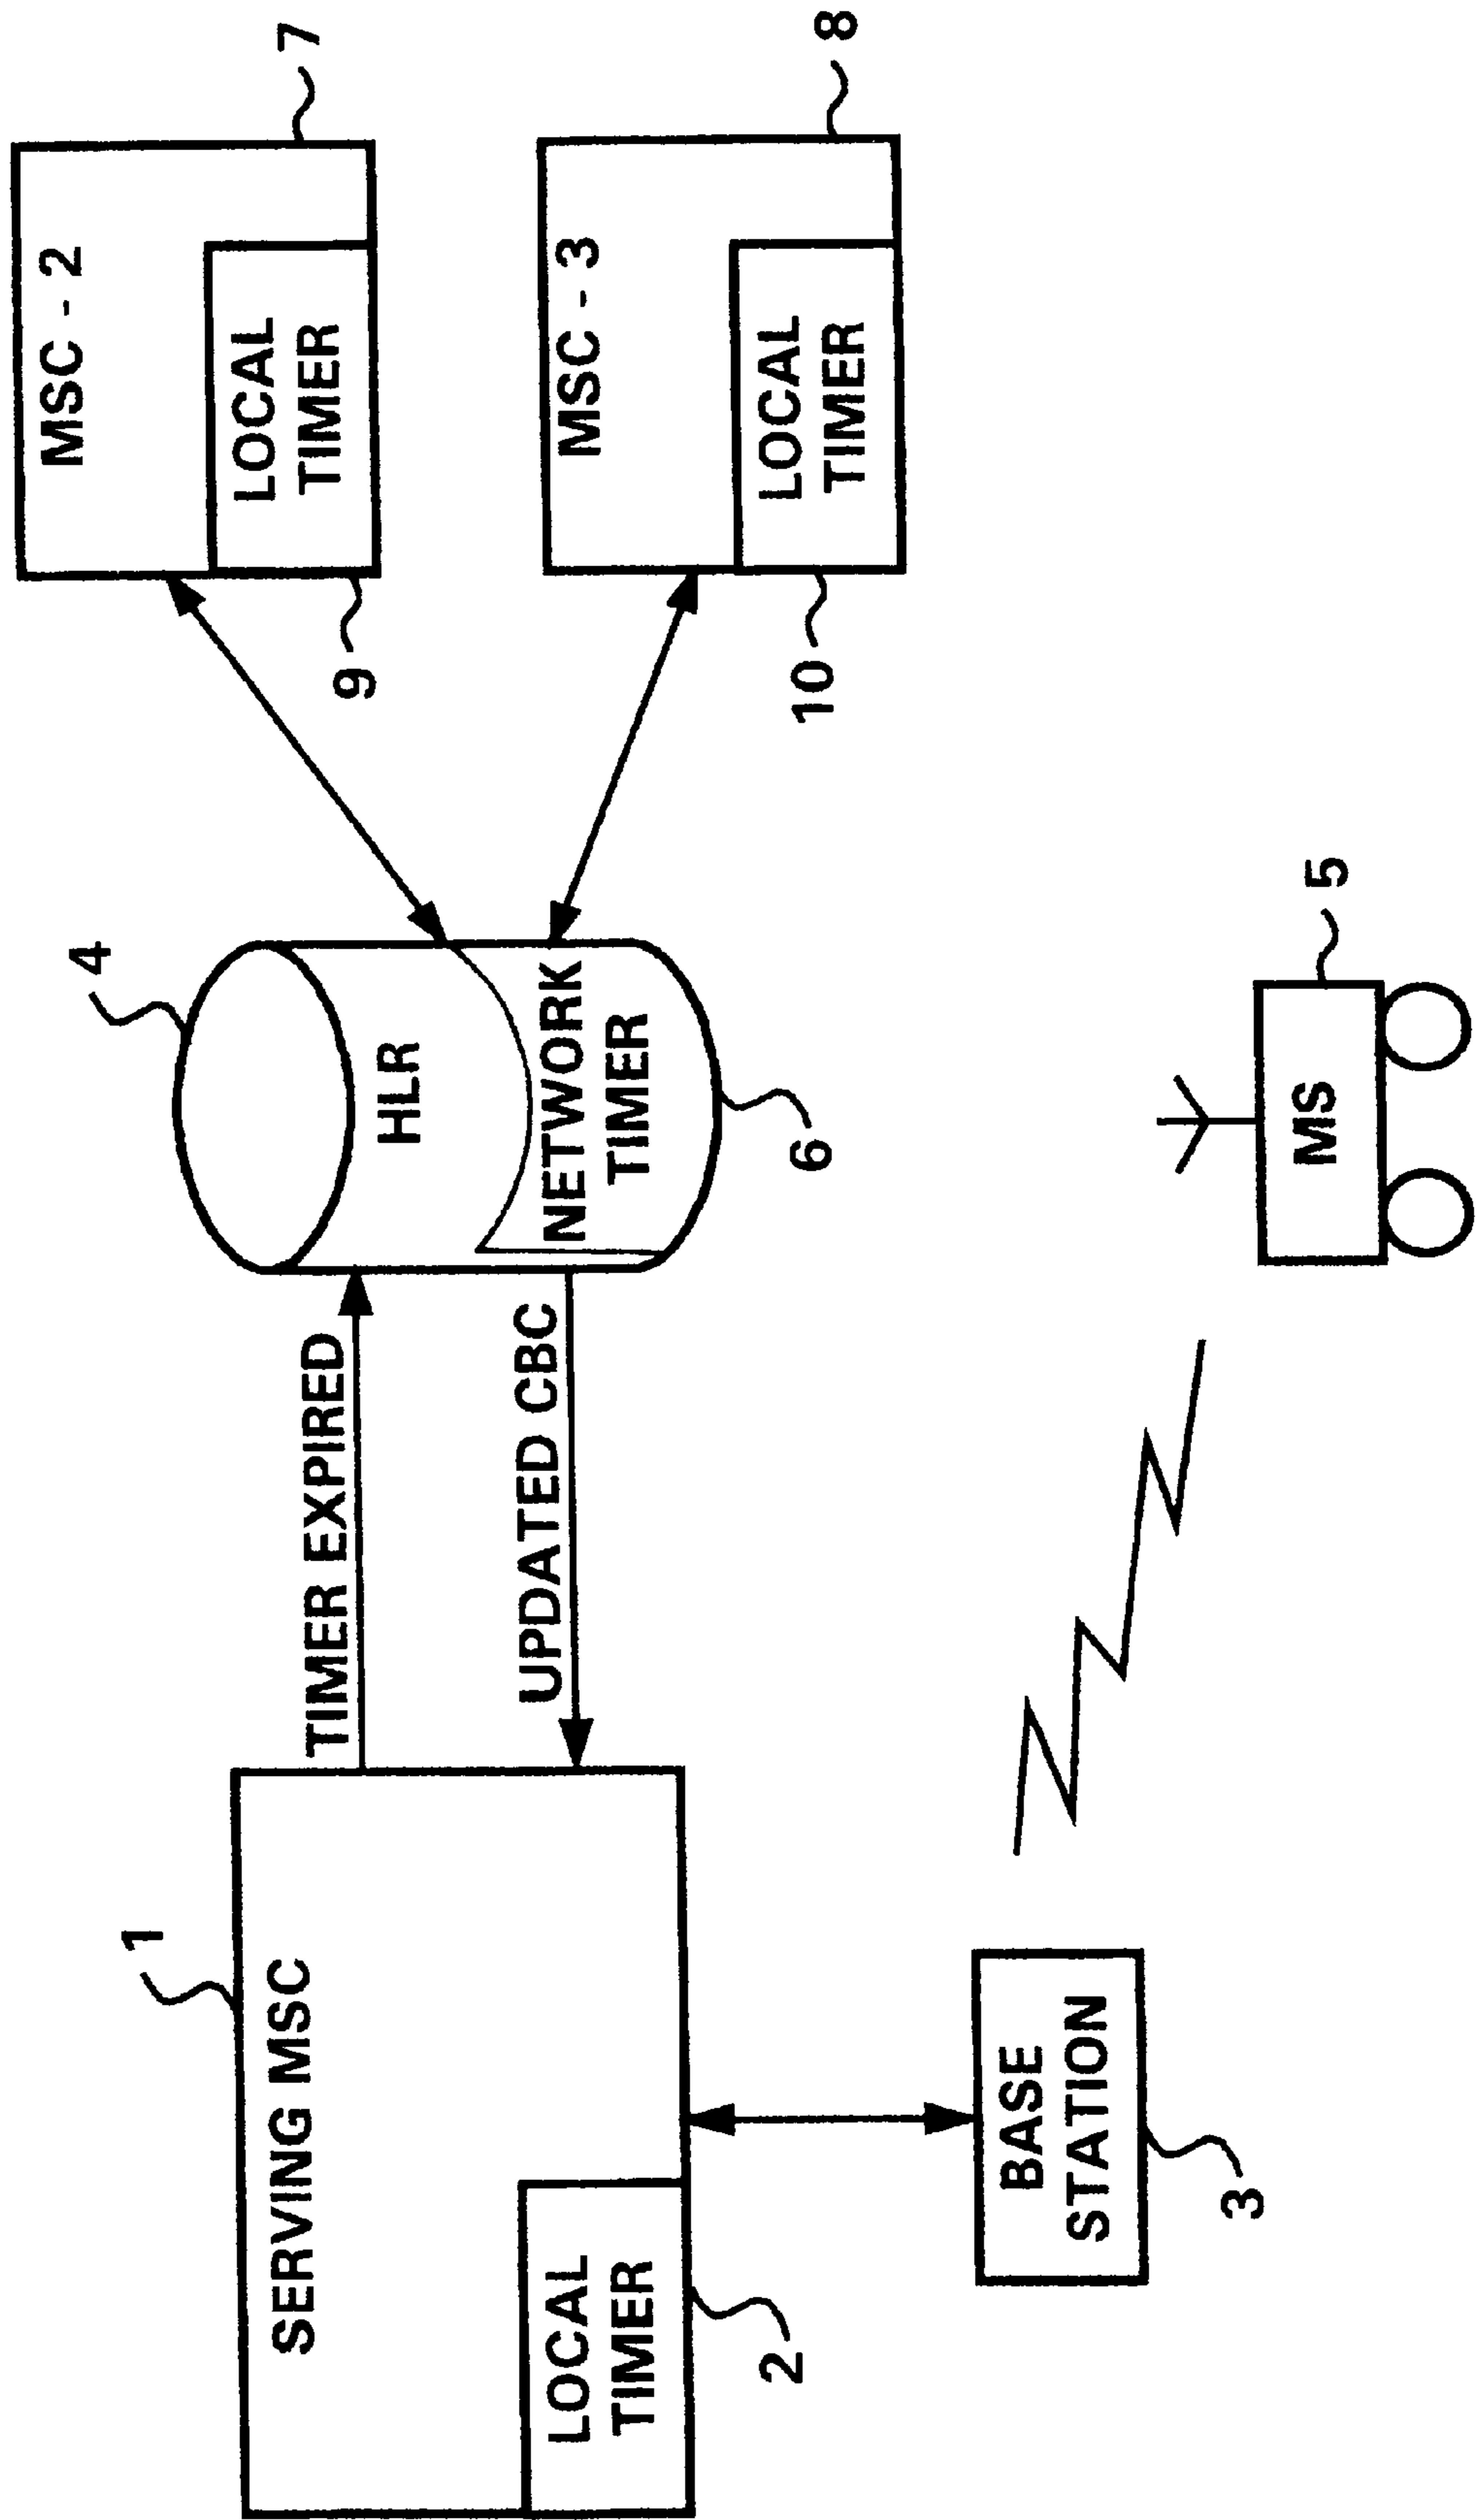 1
SERVING MSC
LOCAL
TIMER
2
BASE
STATION
3
TIMER EXPIRED
UPDATED CBC
4
HLR
NETWORK
TIMER
6
MS
5
MSC - 2
7
LOCAL
TIMER
9
MSC - 3
8
LOCAL
TIMER
10